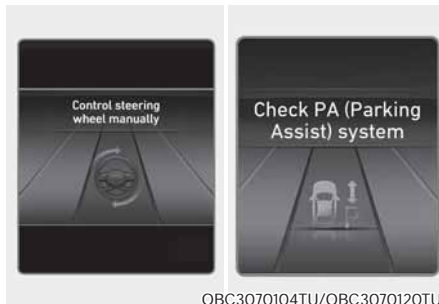 Control steering
wheel manually
Check PA (Parking
Assist) system
OBC3070104TU/OBC3070120TU